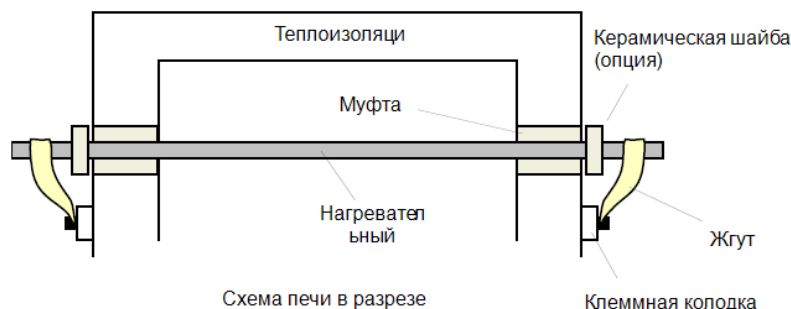 Теплоизоляци
Керамическая шайба
(опция)
Муфта
Нагревател
ьный
Жгут
Схема печи в разрезе
Клеммная колодка